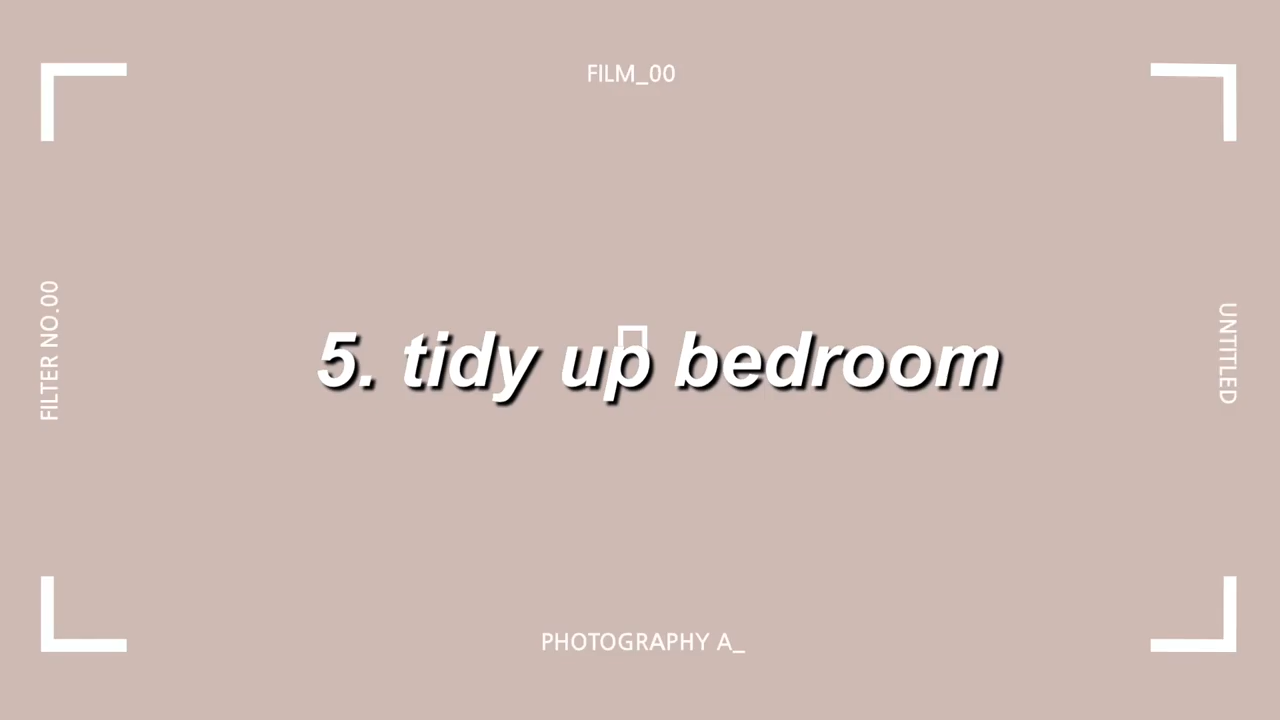 FILM_00
FILTER NO.00
5. tidy up bedroom
UNTITLED
PHOTOGRAPHY A_